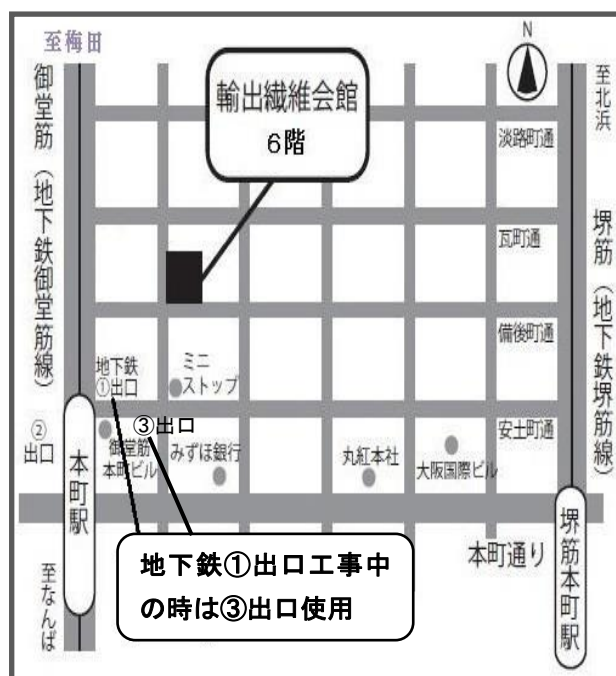 至梅田
御堂筋（地下鉄御堂筋線）
輸出繊維会館
6階
N
至北浜
淡路町通
瓦町通
堺筋（地下鉄堺筋線）
備後町通
地下鉄
①出口
ミニ
ストップ
②
出口
③出口
御堂筋
本町ビル
みずほ銀行
丸紅本社
大阪国際ビル
安土町通
本町駅
本町通り
堺筋本町駅
地下鉄①出口工事中
の時は③出口使用
至なんば